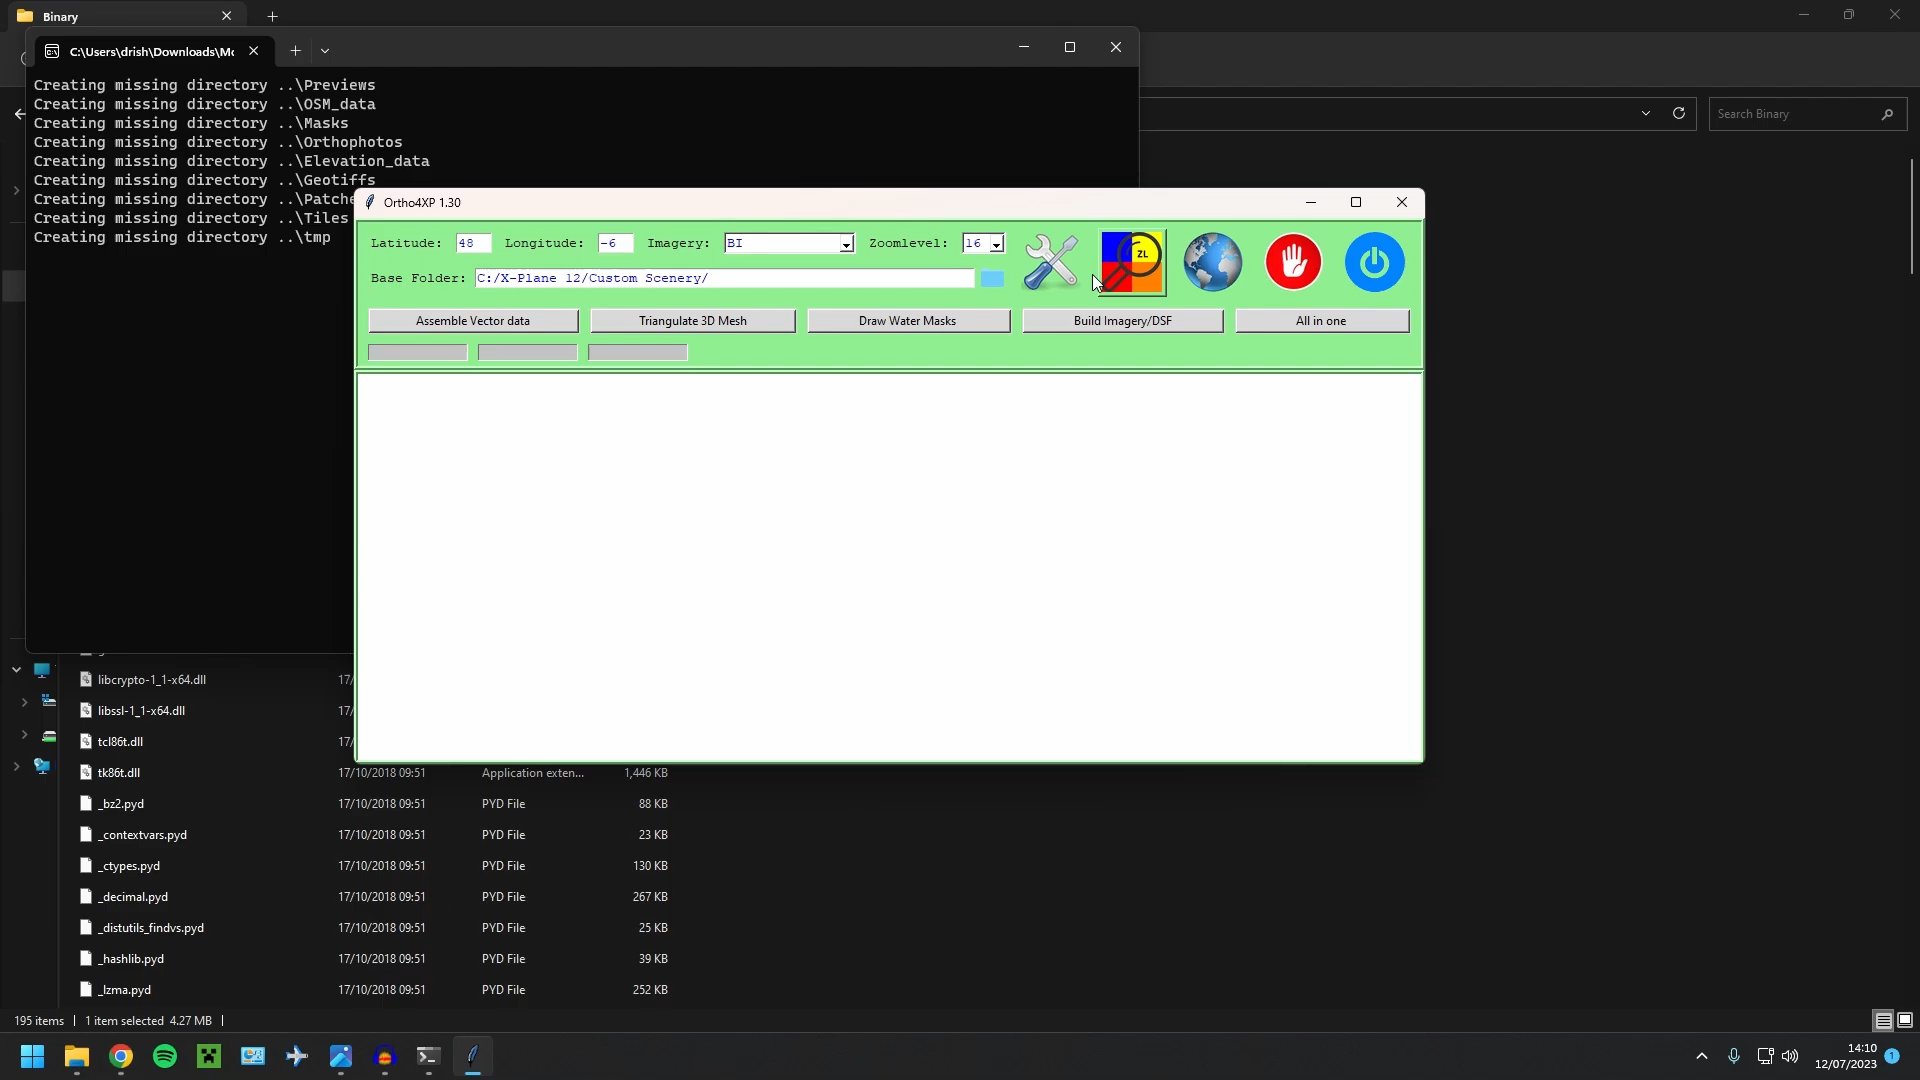 Binary
C:\Users\drish\Downloads\Mc
Creating missing directory ..\Previews
Creating missing directory ..\OSM_data
Creating missing directory ..\Masks
Creating missing directory ..\Orthophotos
Creating missing directory ..\Elevation_data
Creating missing directory ..\Geotiffs
Creating missing directory ..\Patche
Creating missing directory ..\Tiles
Creating missing directory ..\tmp
Search Binary
Ortho4XP 1.30
Latitude: 48 Longitude: -6 Imagery: BI Zoomlevel: 16
ZL
Base Folder: C:/X-Plane 12/Custom Scenery/
Assemble Vector data Triangulate 3D Mesh Draw Water Masks Build Imagery/DSF All in one
libcrypto-1_1-x64.dll 17/
libssl-1_1-x64.dll 17/
tcl86t.dll 17/
tk86t.dll 17/10/2018 09:51 Application exten... 1,446 KB
_bz2.pyd 17/10/2018 09:51 PYD File 88 KB
_contextvars.pyd 17/10/2018 09:51 PYD File 23 KB
_ctypes.pyd 17/10/2018 09:51 PYD File 130 KB
_decimal.pyd 17/10/2018 09:51 PYD File 267 KB
_distutils_findvs.pyd 17/10/2018 09:51 PYD File 25 KB
_hashlib.pyd 17/10/2018 09:51 PYD File 39 KB
_lzma.pyd 17/10/2018 09:51 PYD File 252 KB
195 items 1 item selected 4.27 MB
14:10
12/07/2023 1